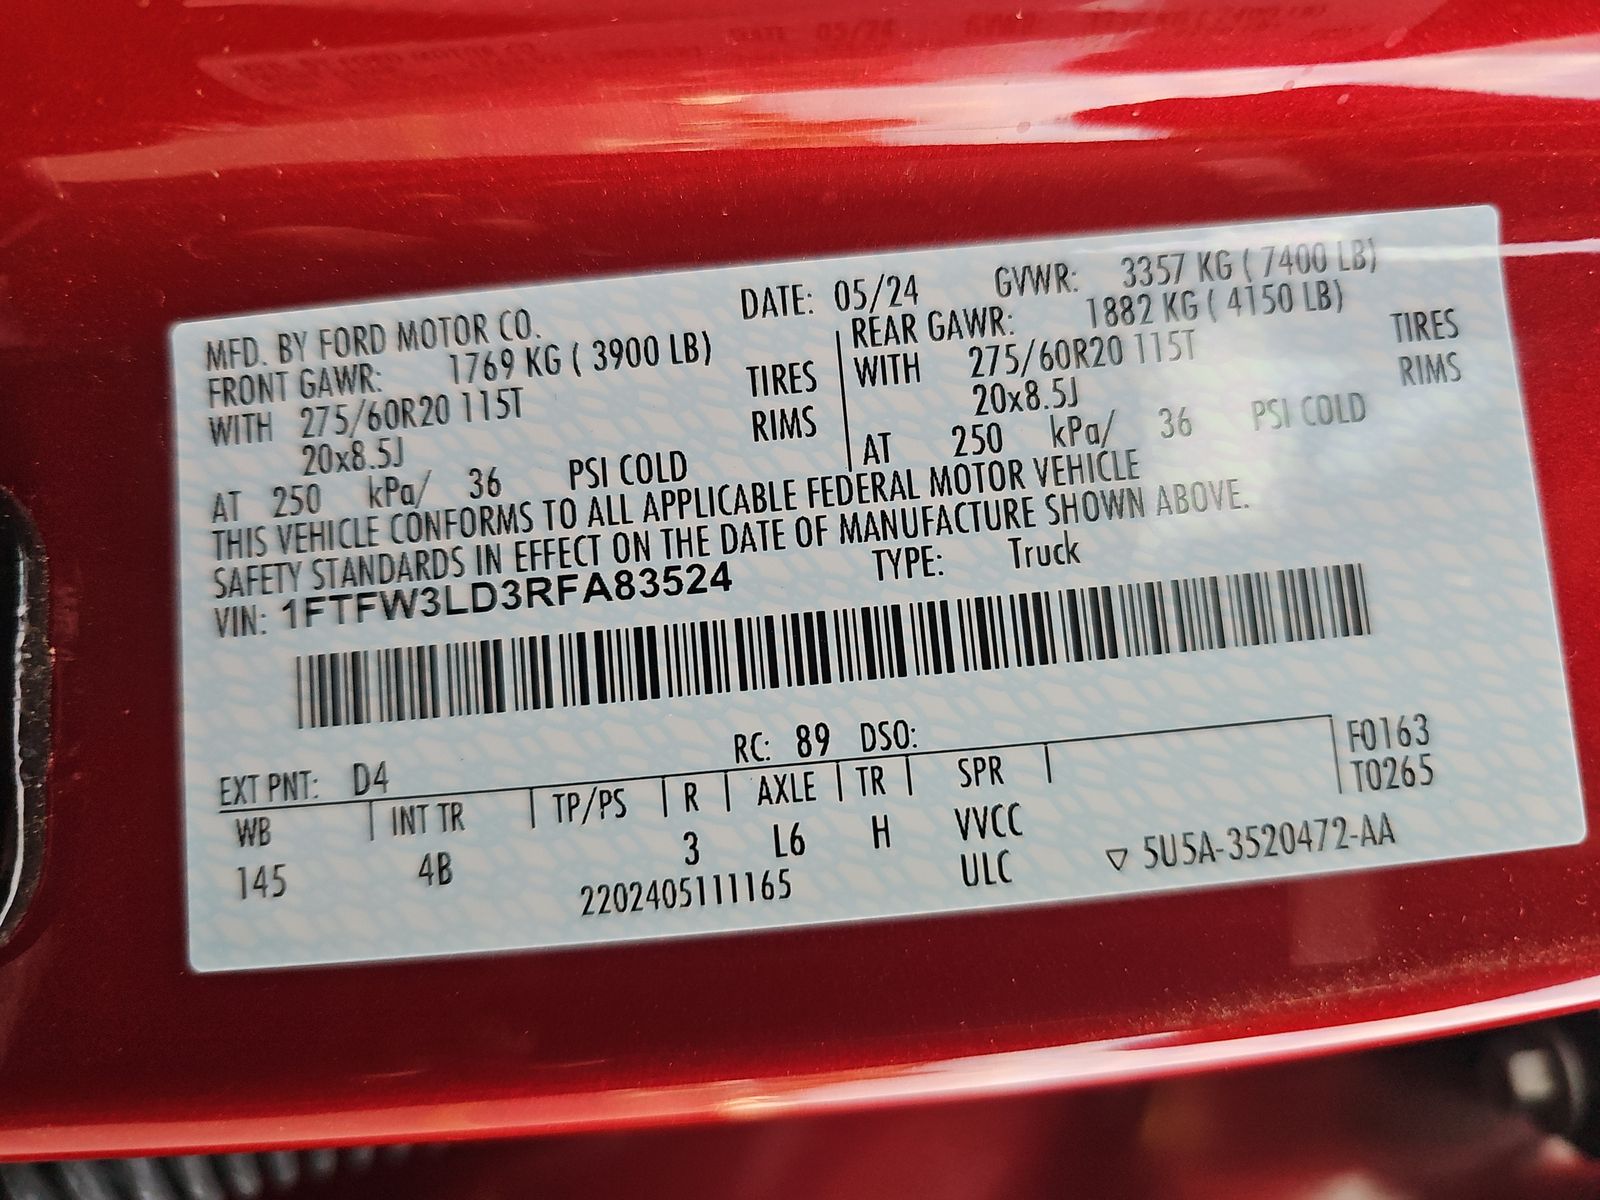 MFD. BY FORD MOTOR CO. DATE: 05/24 GVWR: 3357 KG ( 7400 LB)
FRONT GAWR: 1769 KG ( 3900 LB) REAR GAWR: 1882 KG ( 4150 LB)
WITH 275/60R20 115T TIRES WITH 275/60R20 115T TIRES
20x8.5J RIMS 20x8.5J RIMS
AT 250 kPa/ 36 PSI COLD AT 250 kPa/ 36 PSI COLD
THIS VEHICLE CONFORMS TO ALL APPLICABLE FEDERAL MOTOR VEHICLE
SAFETY STANDARDS IN EFFECT ON THE DATE OF MANUFACTURE SHOWN ABOVE.
VIN: 1FTFW3LD3RFA83524 TYPE: Truck
EXT PNT: D4 RC: 89 DSO: F0163
WB INT TR TP/PS R AXLE TR SPR T0265
145 4B 3 L6 H VVCC
2202405111165 ULC ▽ 5U5A-3520472-AA